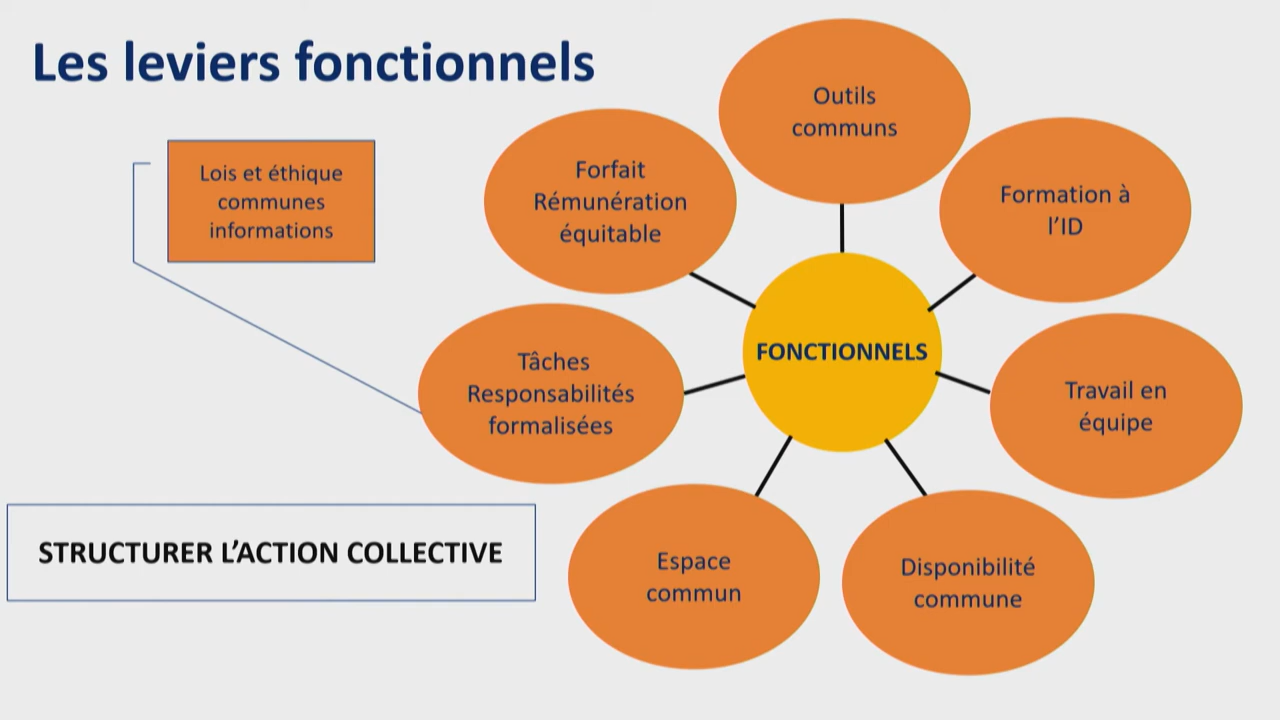 Les leviers fonctionnels
Outils
communs
Forfait
Rémunération
équitable
Formation à
l’ID
Lois et éthique
communes
informations
FONCTIONNELS
Tâches
Responsabilités
formalisées
Travail en
équipe
STRUCTURER L’ACTION COLLECTIVE
Espace
commun
Disponibilité
commune